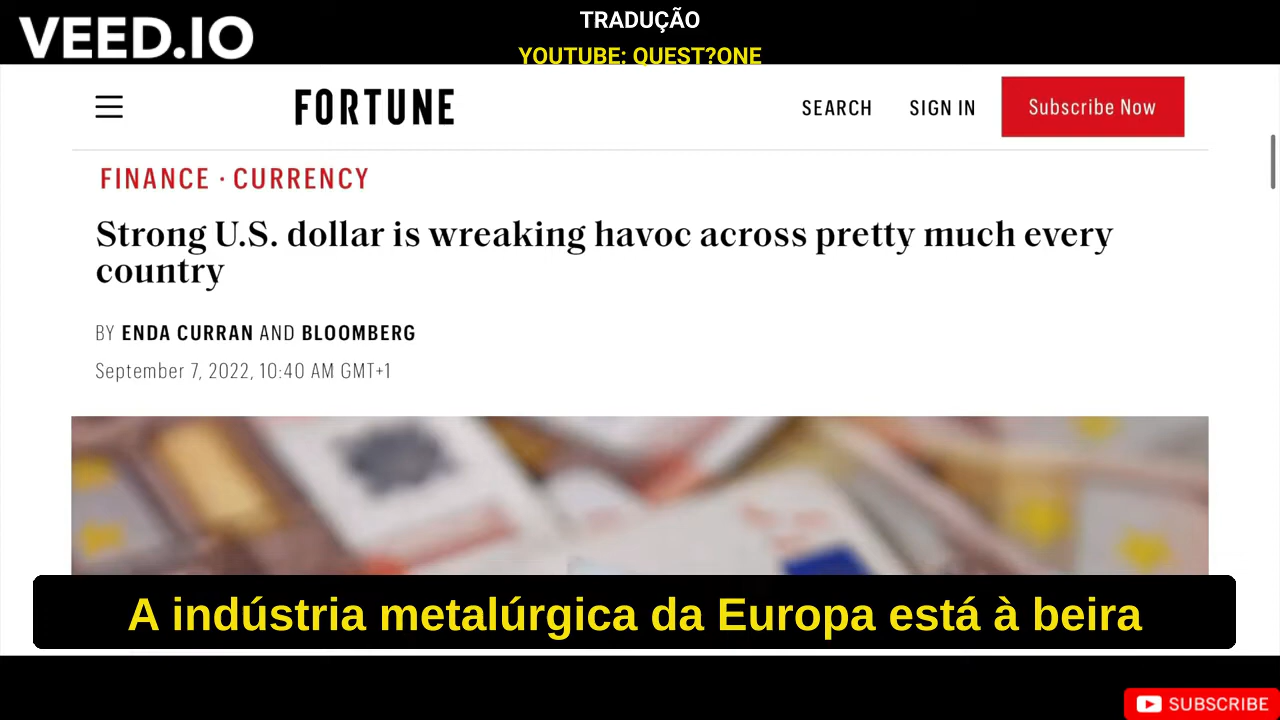 VEED.IO
TRADUÇÃO
YOUTUBE: QUEST?ONE
FORTUNE
SEARCH
SIGN IN
Subscribe Now
FINANCE · CURRENCY
Strong U.S. dollar is wreaking havoc across pretty much every
country
BY ENDA CURRAN AND BLOOMBERG
September 7, 2022, 10:40 AM GMT+1
A indústria metalúrgica da Europa está à beira
SUBSCRIBE